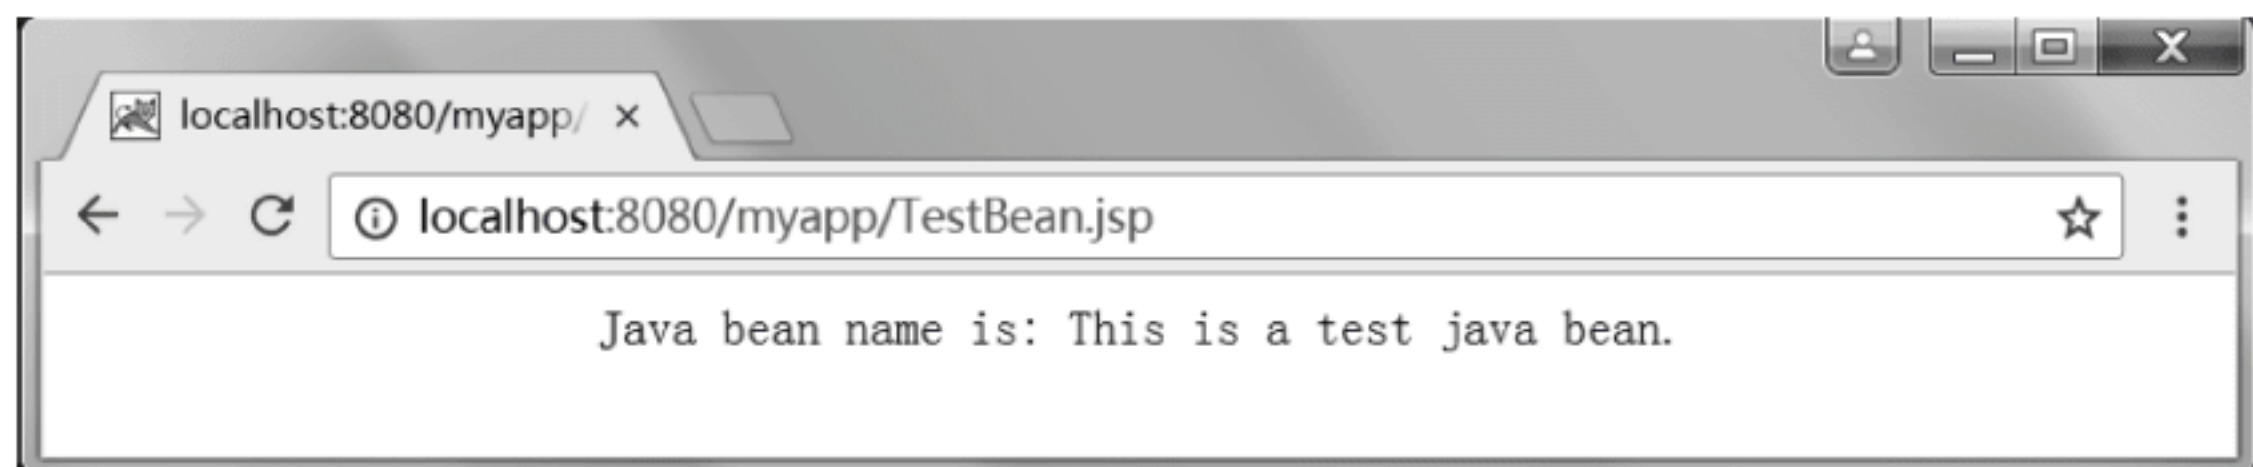 localhost:8080/myapp/
localhost:8080/myapp/TestBean.jsp
Java bean name is: This is a test java bean.